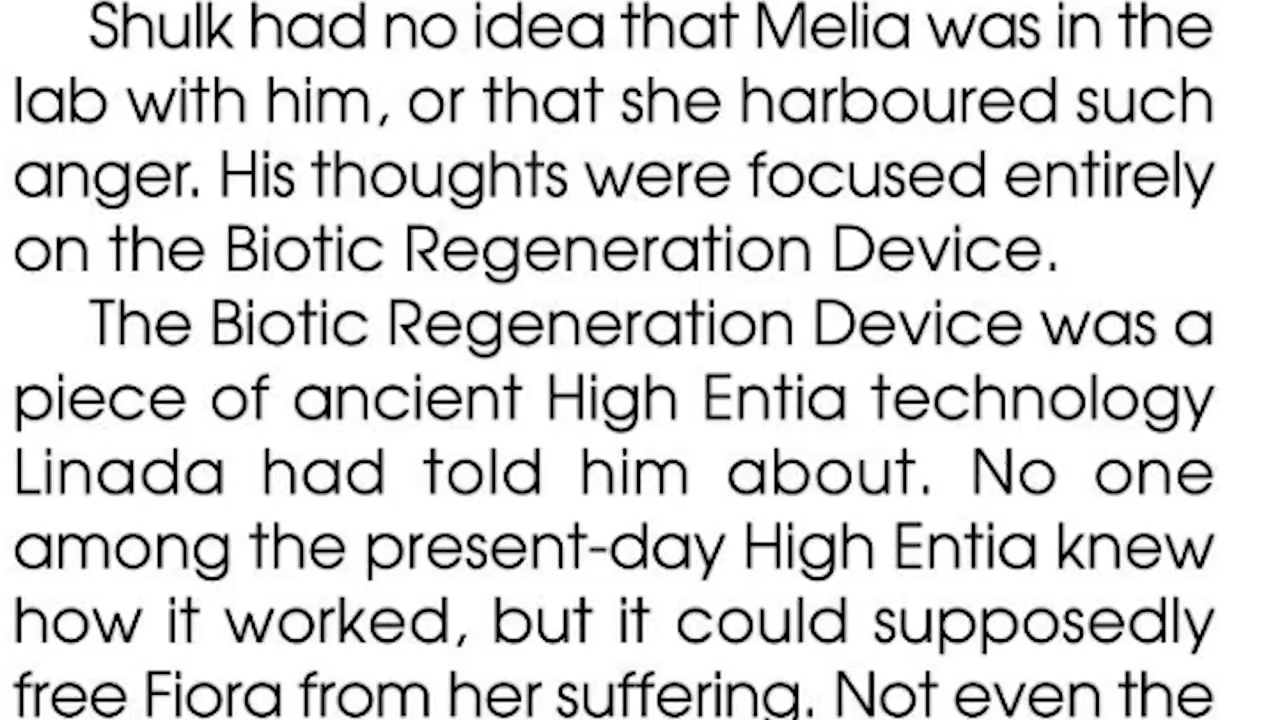 Shulk had no idea that Melia was in the
lab with him, or that she harboured such
anger. His thoughts were focused entirely
on the Biotic Regeneration Device.
The Biotic Regeneration Device was a
piece of ancient High Entia technology
Linada had told him about. No one
among the present-day High Entia knew
how it worked, but it could supposedly
free Fiora from her suffering. Not even the